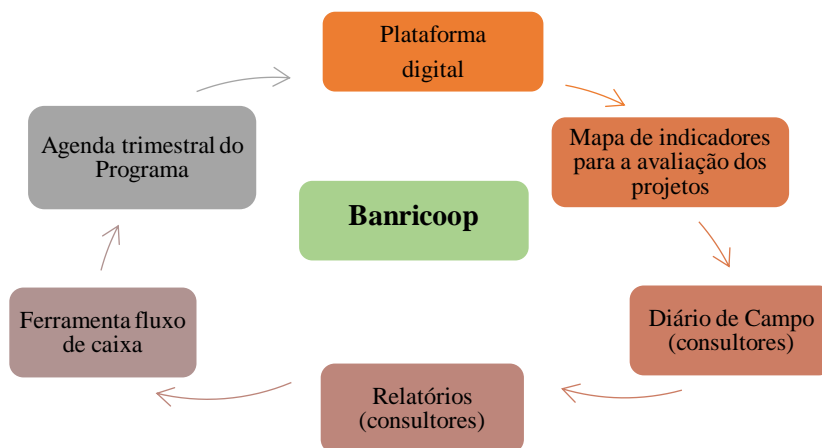 Plataforma
digital
Mapa de indicadores
para a avaliação dos
projetos
Diário de Campo
(consultores)
Relatórios
(consultores)
Ferramenta fluxo
de caixa
Agenda trimestral do
Programa
Banricoop